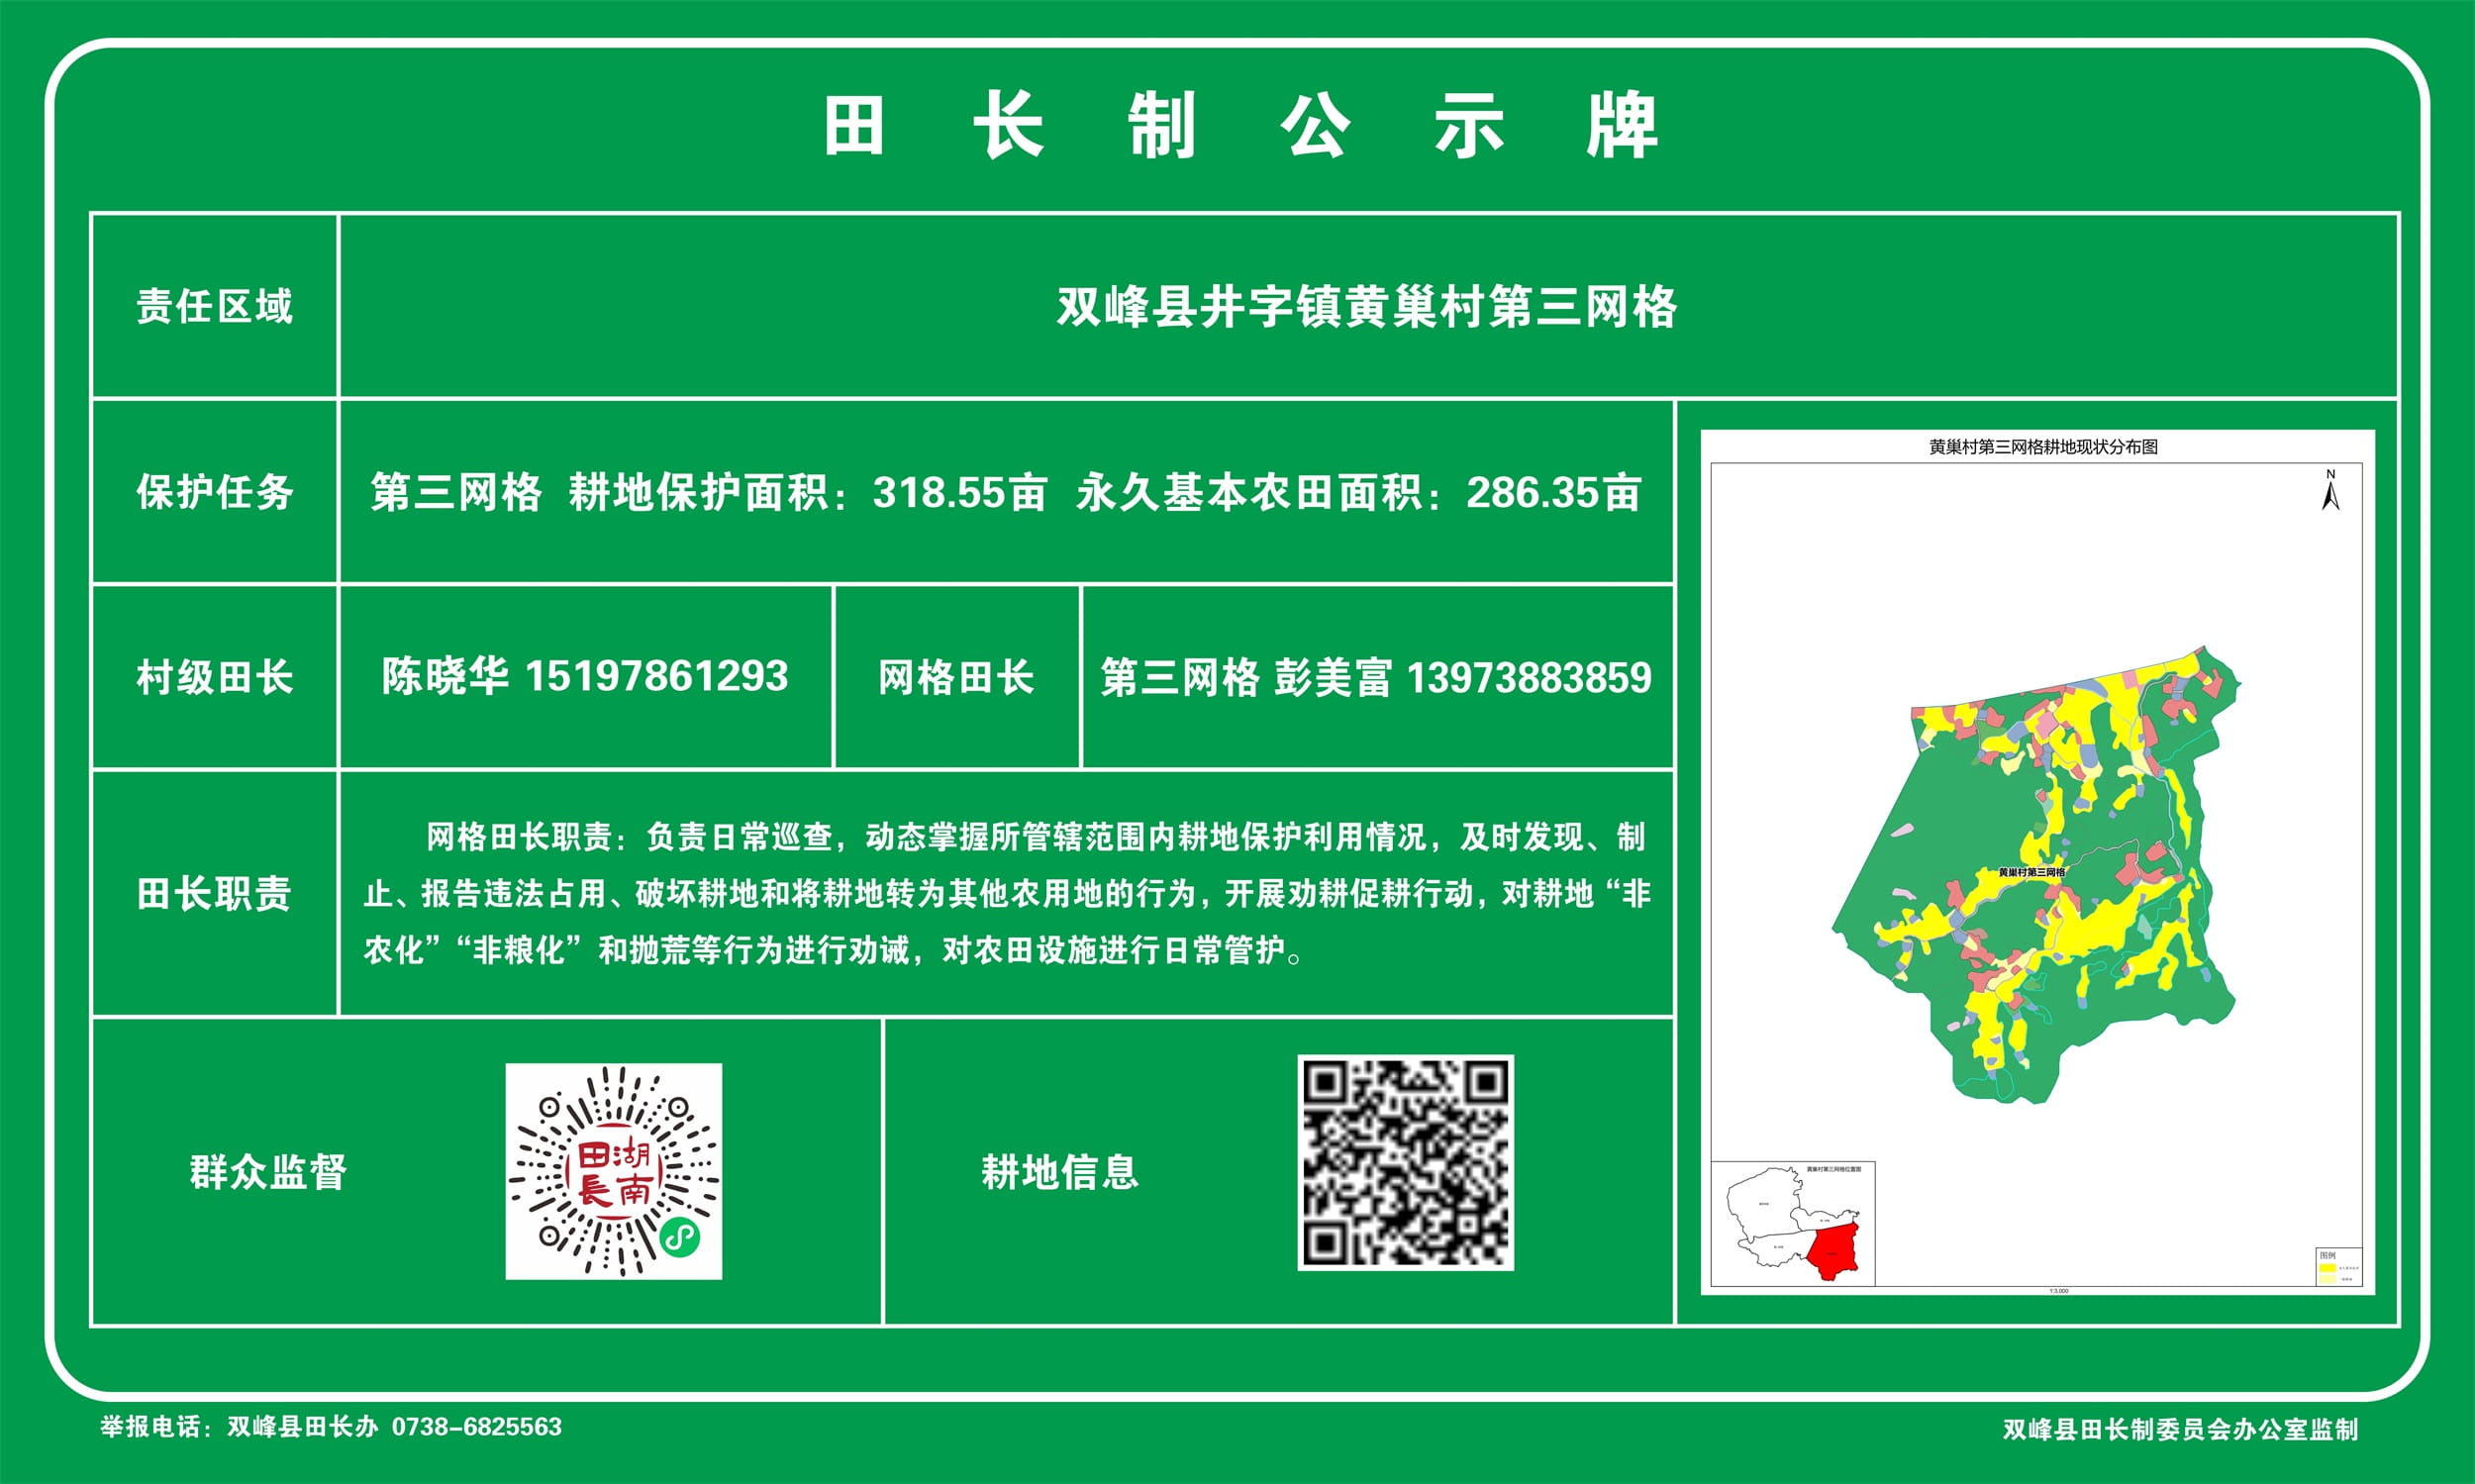 田长制公示牌
责任区域
双峰县井字镇黄巢村第三网格
保护任务
第三网格 耕地保护面积：318.55亩 永久基本农田面积：286.35亩
村级田长
陈晓华 15197861293
网格田长
第三网格 彭美富 13973883859
田长职责
网格田长职责：负责日常巡查，动态掌握所管辖范围内耕地保护利用情况，及时发现、制
止、报告违法占用、破坏耕地和将耕地转为其他农用地的行为，开展劝耕促耕行动，对耕地“非
农化”“非粮化”和抛荒等行为进行劝诫，对农田设施进行日常管护。
群众监督
湖南
田長
耕地信息
黄巢村第三网格耕地现状分布图
N
黄巢村第三网格
黄巢村第三网格位置图
图例
1:3,000
举报电话：双峰县田长办 0738-6825563
双峰县田长制委员会办公室监制